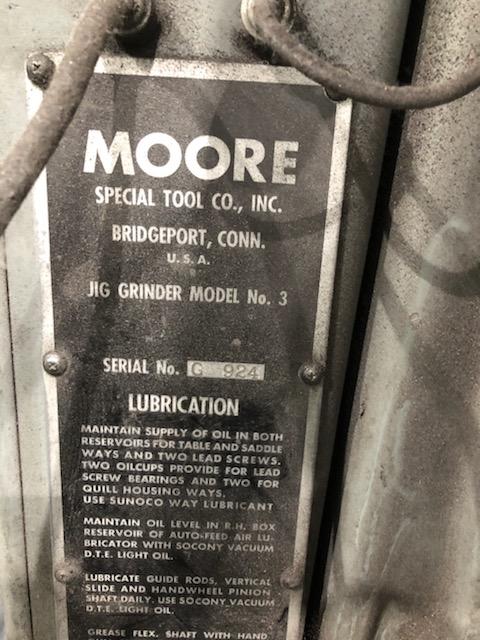 MOORE
SPECIAL TOOL CO., INC.
BRIDGEPORT, CONN.
U.S.A.
JIG GRINDER MODEL No. 3
SERIAL No. G 924
LUBRICATION
MAINTAIN SUPPLY OF OIL IN BOTH
RESERVOIRS FOR TABLE AND SADDLE
WAYS AND TWO LEAD SCREWS.
TWO OILCUPS PROVIDE FOR LEAD
SCREW BEARINGS AND TWO FOR
QUILL HOUSING WAYS.
USE SUNOCO WAY LUBRICANT
MAINTAIN OIL LEVEL IN R.H. BOX
RESERVOIR OF AUTO-FEED AIR LU-
BRICATOR WITH SOCONY VACUUM
D.T.E. LIGHT OIL.
LUBRICATE GUIDE RODS, VERTICAL
SLIDE AND HANDWHEEL PINION
SHAFT DAILY. USE SOCONY VACUUM
D.T.E. LIGHT OIL.
GREASE FLEX. SHAFT WITH HAND